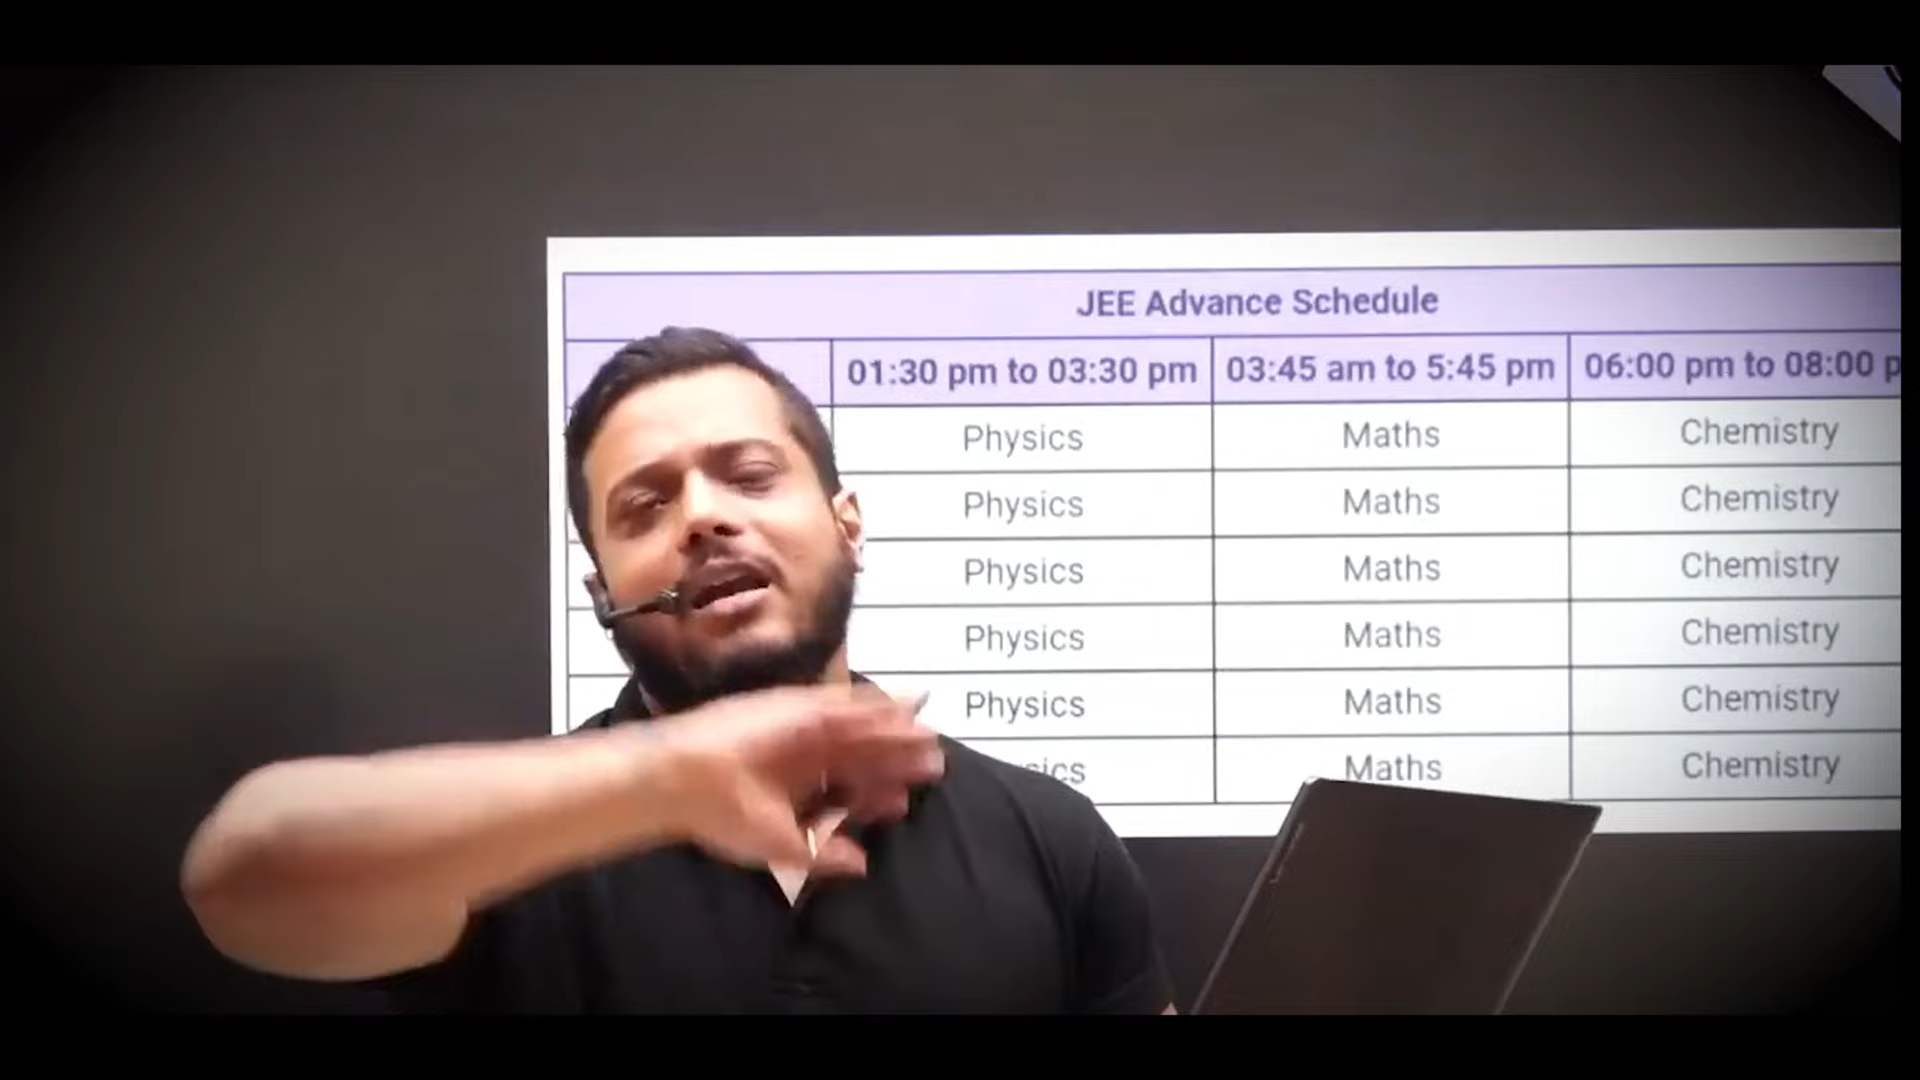 JEE Advance Schedule
01:30 pm to 03:30 pm 03:45 am to 5:45 pm 06:00 pm to 08:00 p
Physics Maths Chemistry
Physics Maths Chemistry
Physics Maths Chemistry
Physics Maths Chemistry
Physics Maths Chemistry
sics Maths Chemistry